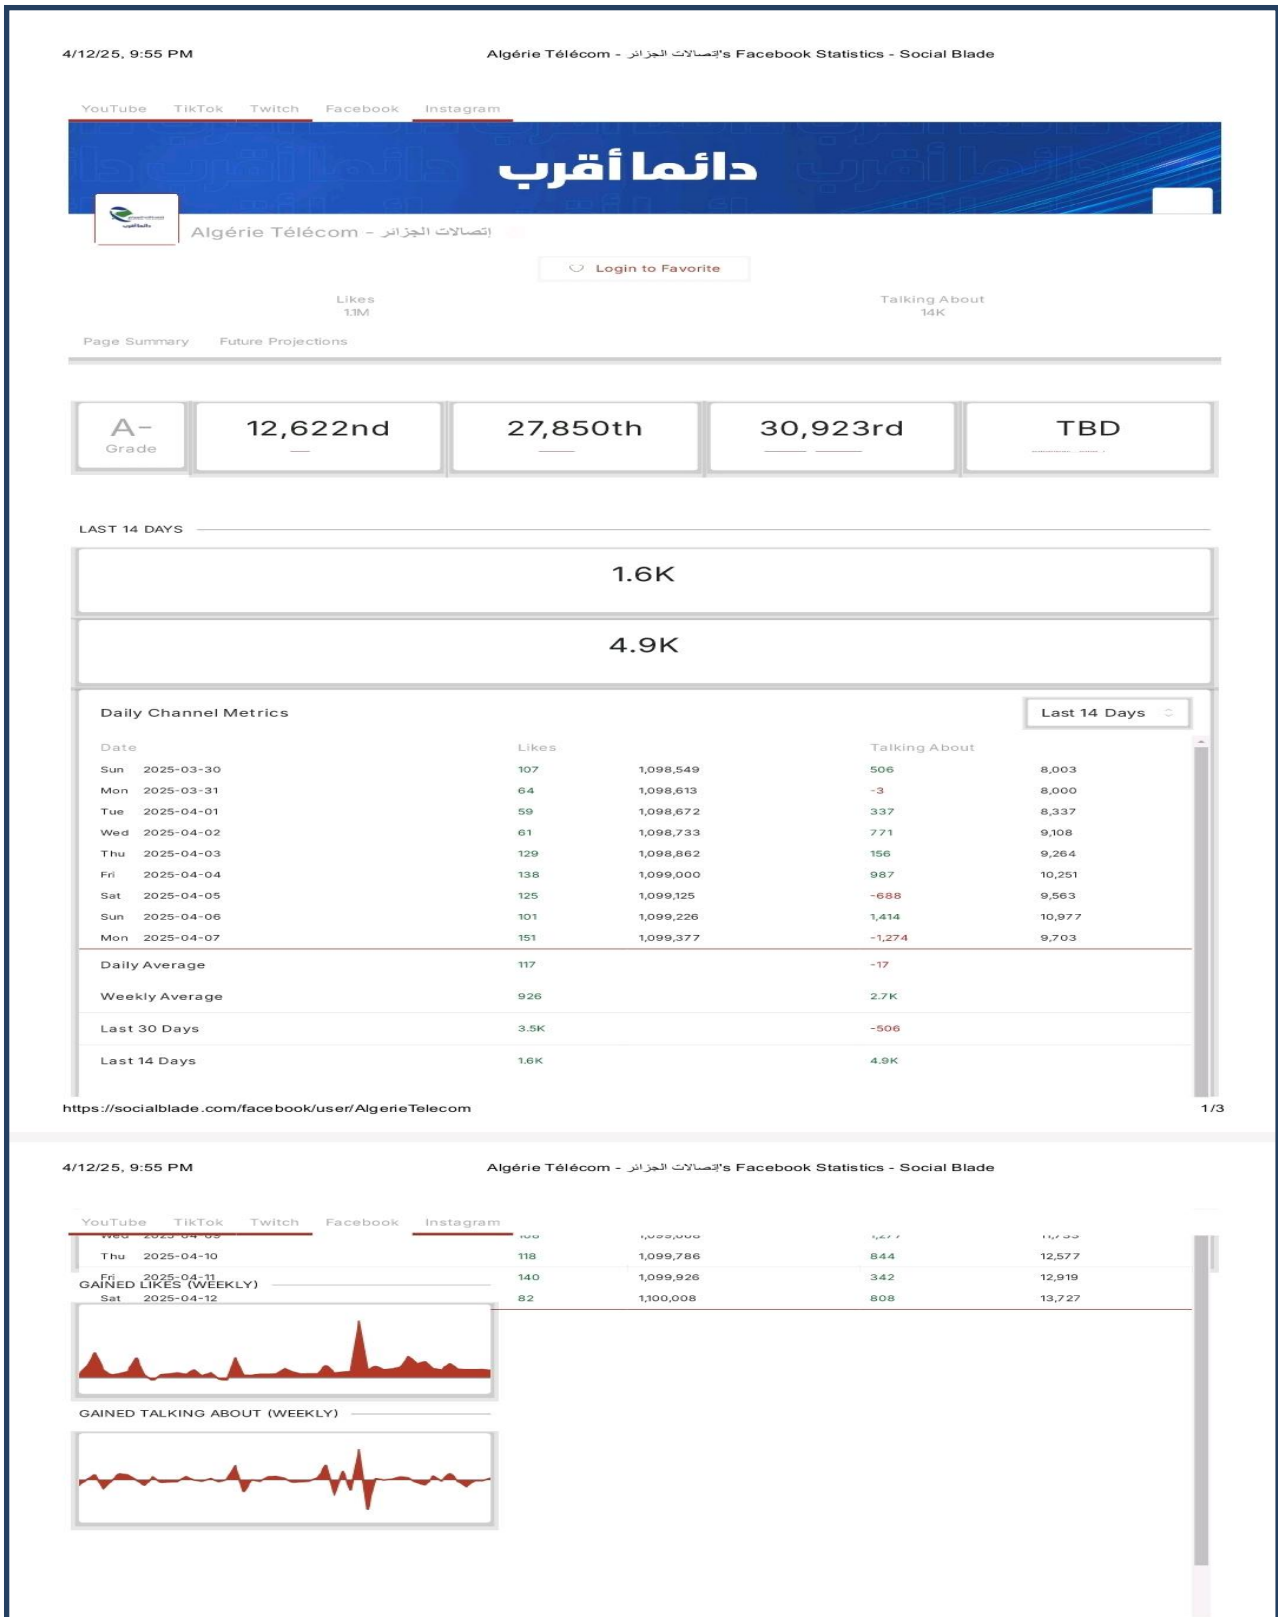 4/12/25, 9:55 PM Algérie Télécom - إتصالات الجزائر's Facebook Statistics - Social Blade
YouTube TikTok Twitch Facebook Instagram
دائما أقرب
Algérie Télécom - إتصالات الجزائر
Login to Favorite
Likes Talking About
1.1M 14K
Page Summary Future Projections
A- 12,622nd 27,850th 30,923rd TBD
Grade
LAST 14 DAYS
1.6K
4.9K
Daily Channel Metrics Last 14 Days
Date Likes Talking About
Sun 2025-03-30 107 1,098,549 506 8,003
Mon 2025-03-31 64 1,098,613 -3 8,000
Tue 2025-04-01 59 1,098,672 337 8,337
Wed 2025-04-02 61 1,098,733 771 9,108
Thu 2025-04-03 129 1,098,862 156 9,264
Fri 2025-04-04 138 1,099,000 987 10,251
Sat 2025-04-05 125 1,099,125 -688 9,563
Sun 2025-04-06 101 1,099,226 1,414 10,977
Mon 2025-04-07 151 1,099,377 -1,274 9,703
Daily Average 117 -17
Weekly Average 926 2.7K
Last 30 Days 3.5K -506
Last 14 Days 1.6K 4.9K
https://socialblade.com/facebook/user/AlgerieTelecom 1/3
4/12/25, 9:55 PM Algérie Télécom - إتصالات الجزائر's Facebook Statistics - Social Blade
YouTube TikTok Twitch Facebook Instagram
Wed 2025-04-09
Thu 2025-04-10 118 1,099,786 844 12,577
Fri 2025-04-11 140 1,099,926 342 12,919
GAINED LIKES (WEEKLY)
Sat 2025-04-12 82 1,100,008 808 13,727
GAINED TALKING ABOUT (WEEKLY)